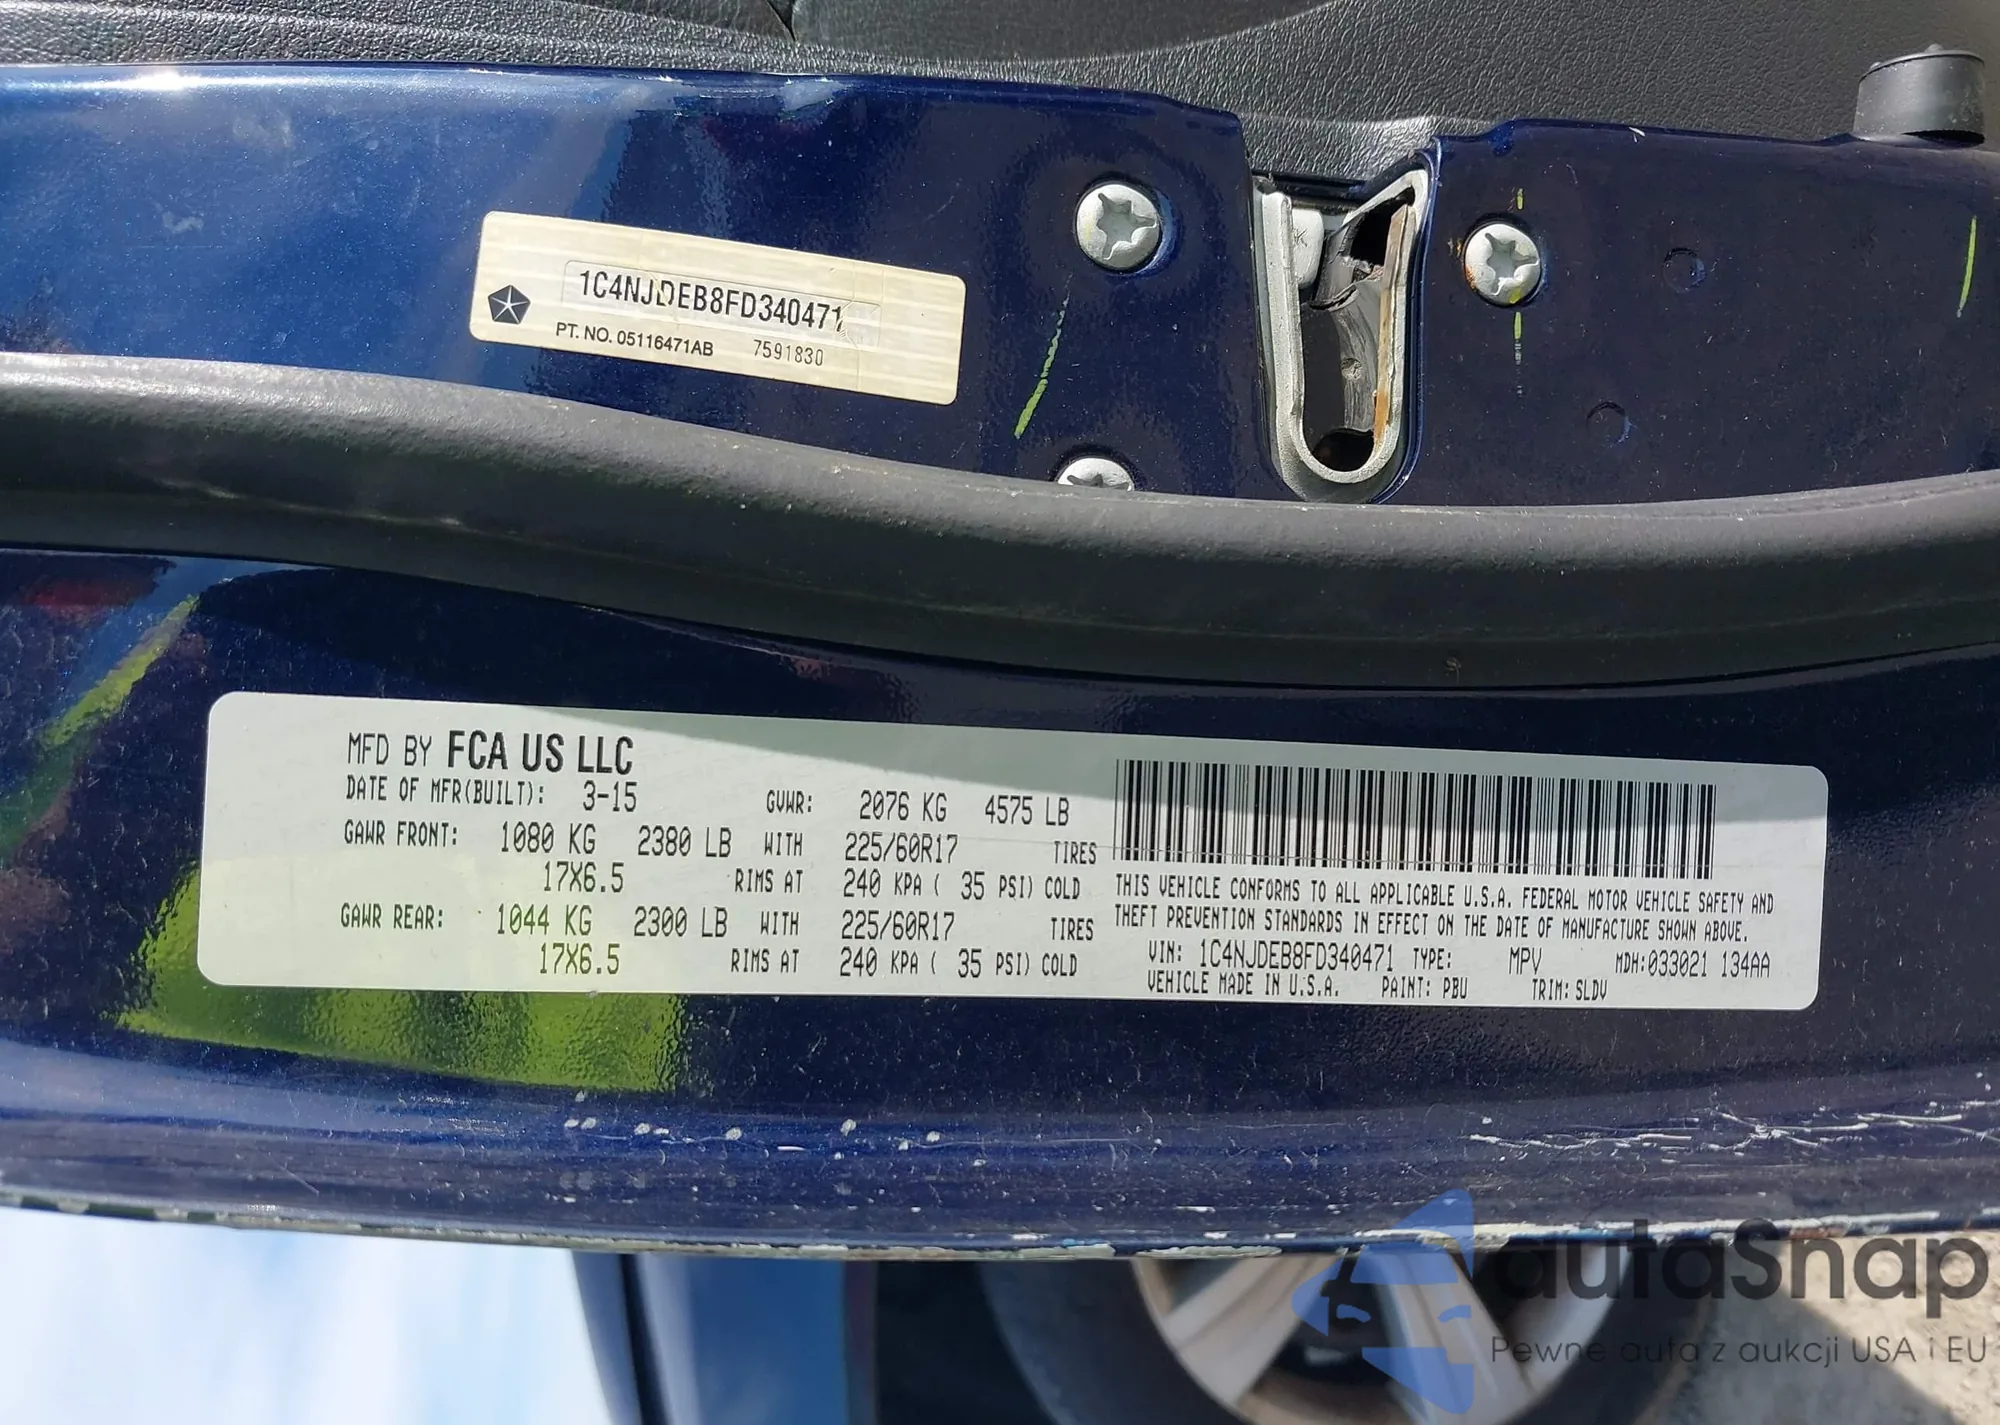 1C4NJDEB8FD340471
PT. NO. 05116471AB 7591830
MFD BY FCA US LLC
DATE OF MFR(BUILT): 3-15 GVWR: 2076 KG 4575 LB
GAWR FRONT: 1080 KG 2380 LB WITH 225/60R17 TIRES
17X6.5 RIMS AT 240 KPA ( 35 PSI) COLD
GAWR REAR: 1044 KG 2300 LB WITH 225/60R17 TIRES
17X6.5 RIMS AT 240 KPA ( 35 PSI) COLD
THIS VEHICLE CONFORMS TO ALL APPLICABLE U.S.A. FEDERAL MOTOR VEHICLE SAFETY AND
THEFT PREVENTION STANDARDS IN EFFECT ON THE DATE OF MANUFACTURE SHOWN ABOVE.
VIN: 1C4NJDEB8FD340471 TYPE: MPV MDH:033021 134AA
VEHICLE MADE IN U.S.A. PAINT: PBU TRIM: SLDV
autaSnap
Pewne auta z aukcji USA i EU